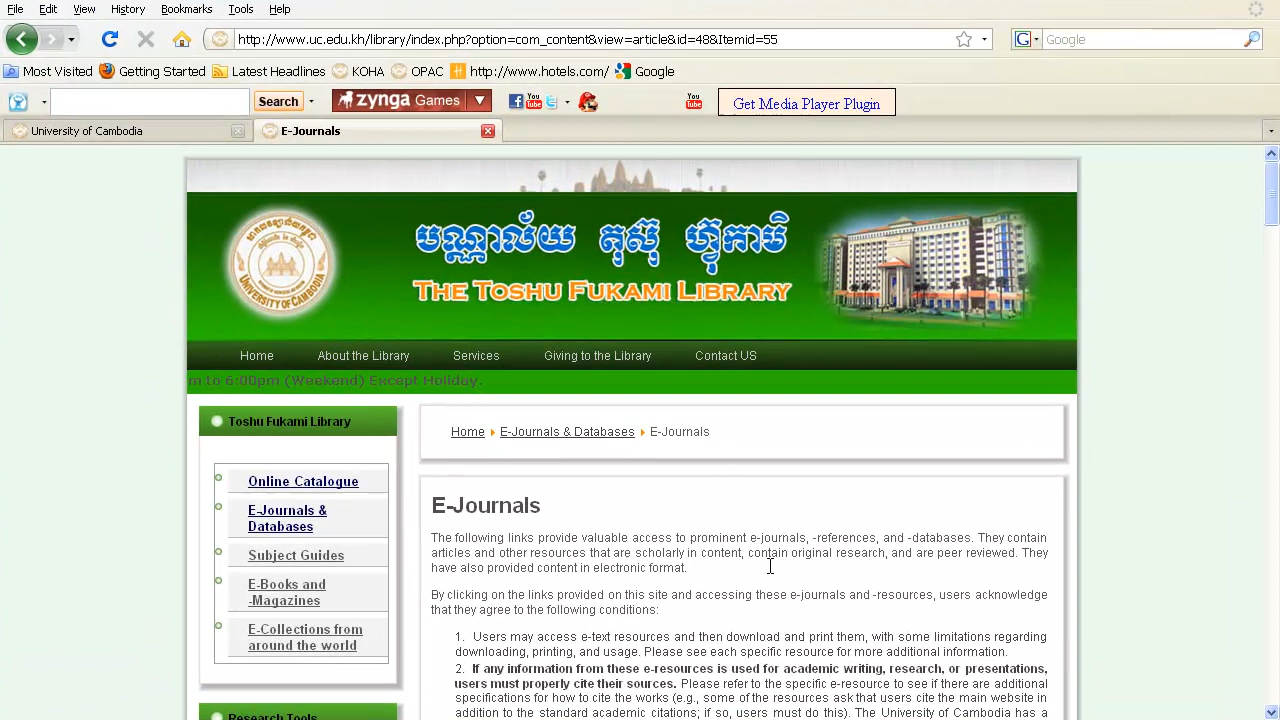 File Edit View History Bookmarks Tools Help
http://www.uc.edu.kh/library/index.php?option=com_content&view=article&id=48&Itemid=55
Google
Most Visited Getting Started Latest Headlines KOHA OPAC http://www.hotels.com/ Google
Search zynga Games You Tube You Tube Get Media Player Plugin
University of Cambodia E-Journals
បណ្ណាល័យ តុស៊ូ ហ៊្វូកាមិ
UNIVERSITY OF CAMBODIA
THE TOSHU FUKAMI LIBRARY
Home About the Library Services Giving to the Library Contact US
m to 6:00pm (Weekend) Except Holiday.
Toshu Fukami Library
Online Catalogue
E-Journals &
Databases
Subject Guides
E-Books and
-Magazines
E-Collections from
around the world
Research Tools
Home E-Journals & Databases E-Journals
E-Journals
The following links provide valuable access to prominent e-journals, -references, and -databases. They contain
articles and other resources that are scholarly in content, contain original research, and are peer-reviewed. They
have also provided content in electronic format.
By clicking on the links provided on this site and accessing these e-journals and -resources, users acknowledge
that they agree to the following conditions:
1. Users may access e-text resources and then download and print them, with some limitations regarding
downloading, printing, and usage. Please see each specific resource for more additional information.
2. If any information from these e-resources is used for academic writing, research, or presentations,
users must properly cite their sources. Please refer to the specific e-resource to see if there are additional
specifications for how to cite the works (e.g., some of the resources ask that users cite the main website in
addition to the standard academic citations; such users must do this). The University of Cambodia has a